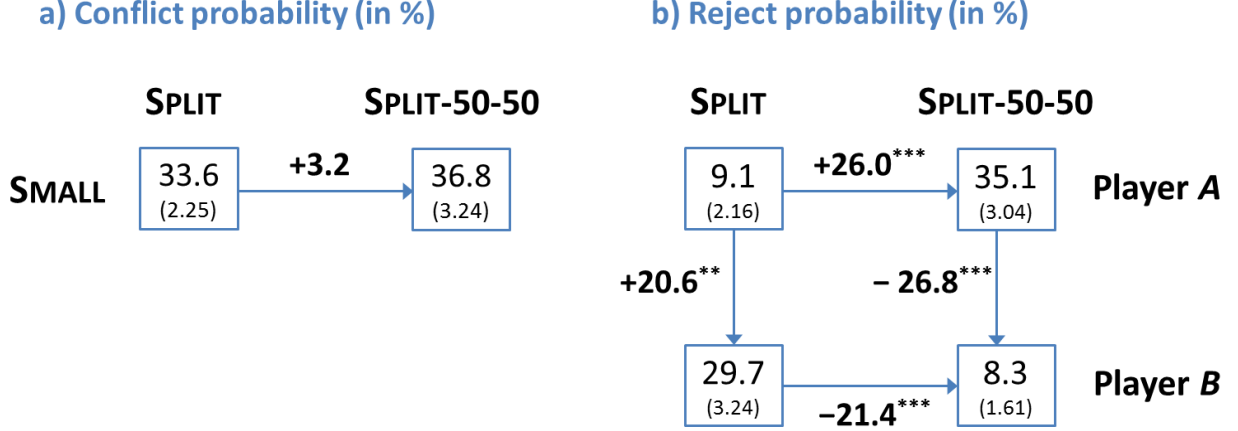 a) Conflict probability (in %)
b) Reject probability (in %)
SPLIT
SPLIT-50-50
SPLIT
SPLIT-50-50
SMALL
33.6
(2.25)
+3.2
36.8
(3.24)
9.1
(2.16)
+26.0***
35.1
(3.04)
Player A
+20.6**
− 26.8***
29.7
(3.24)
−21.4***
8.3
(1.61)
Player B